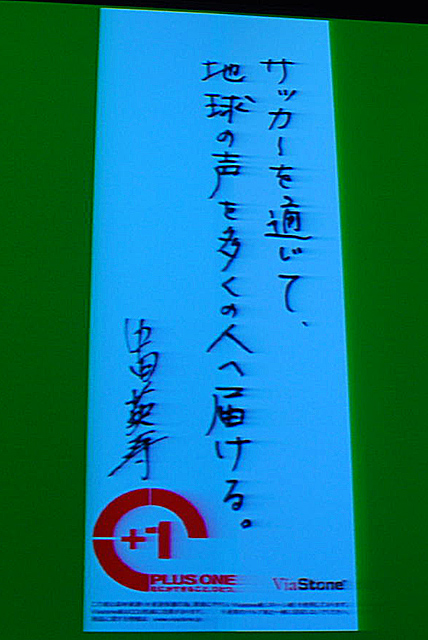 サッカーを通じて、
地球の声を多くの人へ届ける。
中田英寿
+1
PLUS ONE
ViaStone